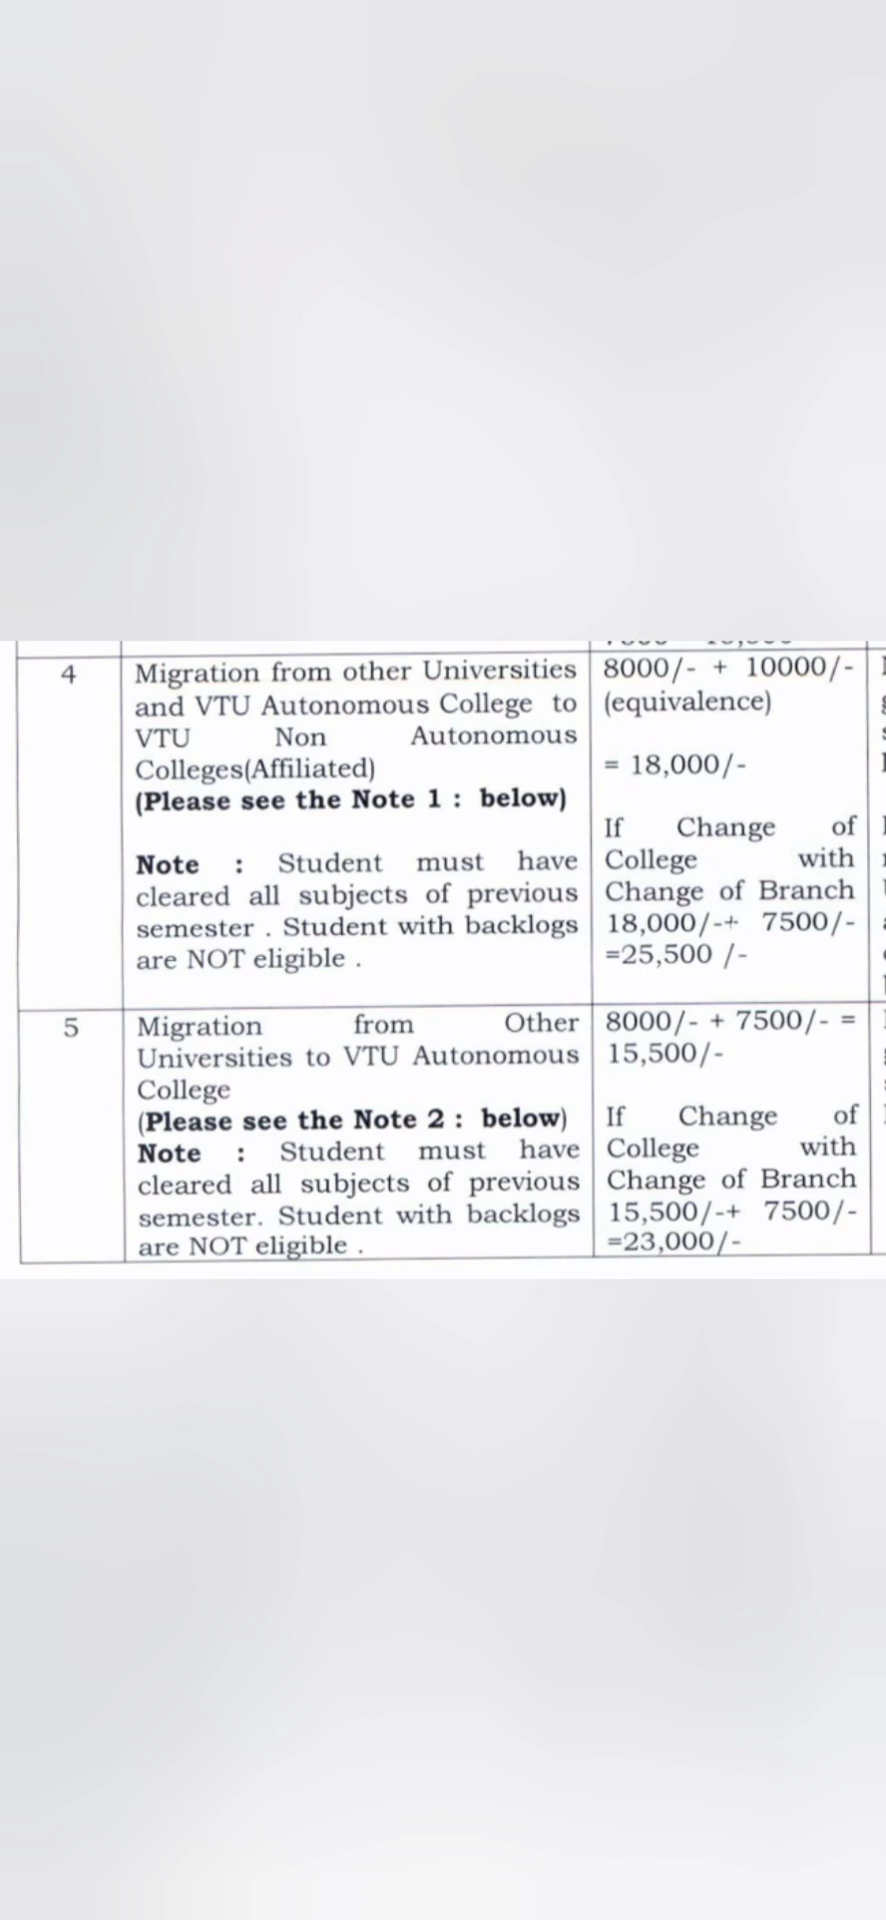 4
Migration from other Universities
and VTU Autonomous College to
VTU Non Autonomous
Colleges(Affiliated)
(Please see the Note 1 : below)
Note : Student must have
cleared all subjects of previous
semester . Student with backlogs
are NOT eligible .
8000/- + 10000/-
(equivalence)
= 18,000/-
If Change of
College with
Change of Branch
18,000/-+ 7500/-
=25,500 /-
5
Migration from Other
Universities to VTU Autonomous
College
(Please see the Note 2 : below)
Note : Student must have
cleared all subjects of previous
semester. Student with backlogs
are NOT eligible .
8000/- + 7500/- =
15,500/-
If Change of
College with
Change of Branch
15,500/-+ 7500/-
=23,000/-